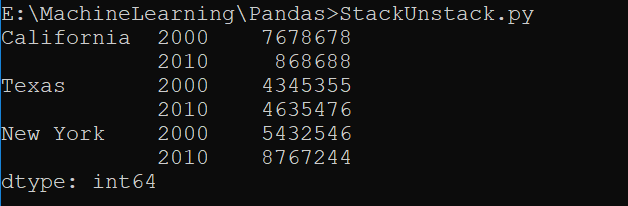 E:\MachineLearning\Pandas>StackUnstack.py
California  2000    7678678
            2010     868688
Texas       2000    4345355
            2010    4635476
New York    2000    5432546
            2010    8767244
dtype: int64